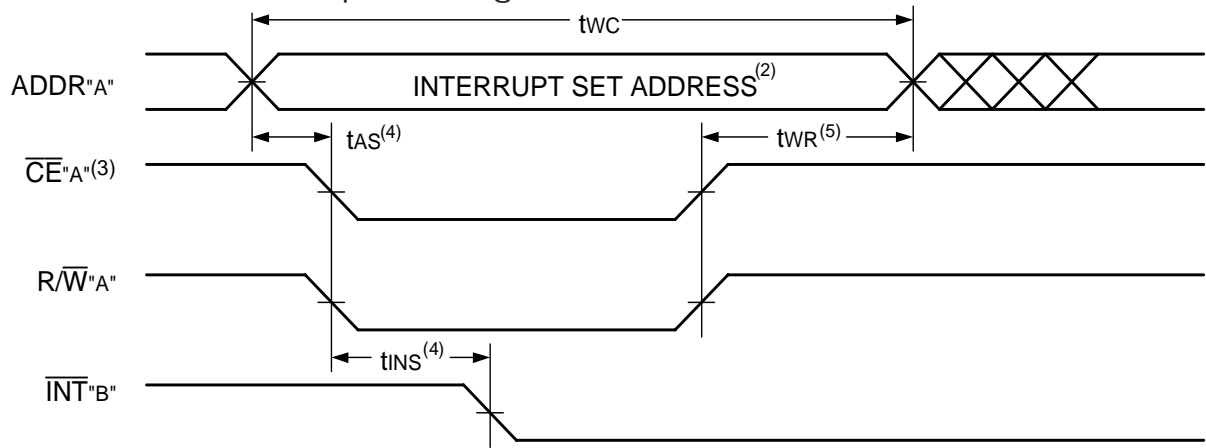 tWC
ADDR"A"
INTERRUPT SET ADDRESS(2)
tAS(4)
tWR(5)
CE"A"(3)
R/W"A"
tINS(4)
INT"B"